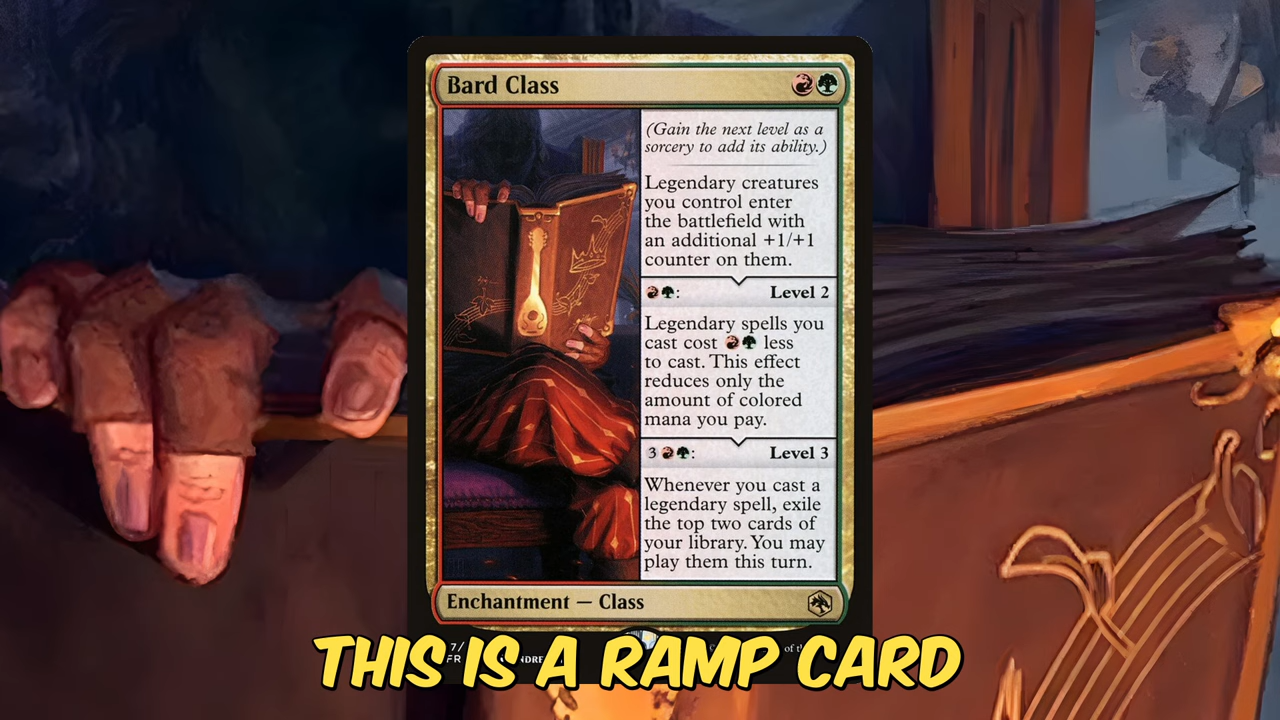 Bard Class
(Gain the next level as a
sorcery to add its ability.)
Legendary creatures
you control enter
the battlefield with
an additional +1/+1
counter on them.
: Level 2
Legendary spells you
cast cost less
to cast. This effect
reduces only the
amount of colored
mana you pay.
3 : Level 3
Whenever you cast a
legendary spell, exile
the top two cards of
your library. You may
play them this turn.
Enchantment — Class
THIS IS A RAMP CARD